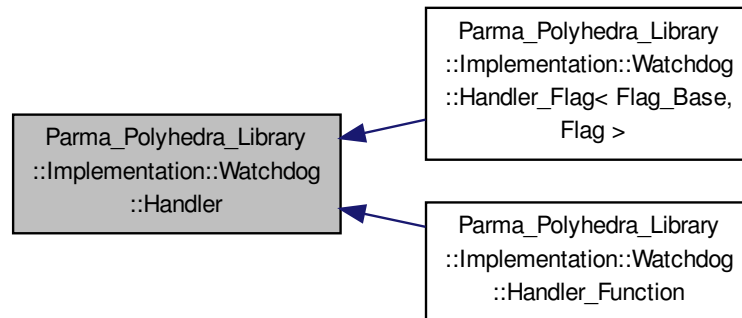 Parma_Polyhedra_Library
::Implementation::Watchdog
::Handler_Flag< Flag_Base,
Flag >
Parma_Polyhedra_Library
::Implementation::Watchdog
::Handler
Parma_Polyhedra_Library
::Implementation::Watchdog
::Handler_Function